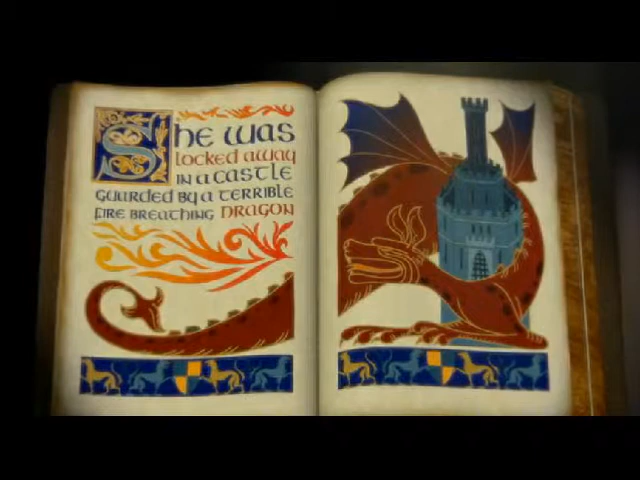 She was
locked away
in a castle
guarded by a terrible
fire breathing dragon